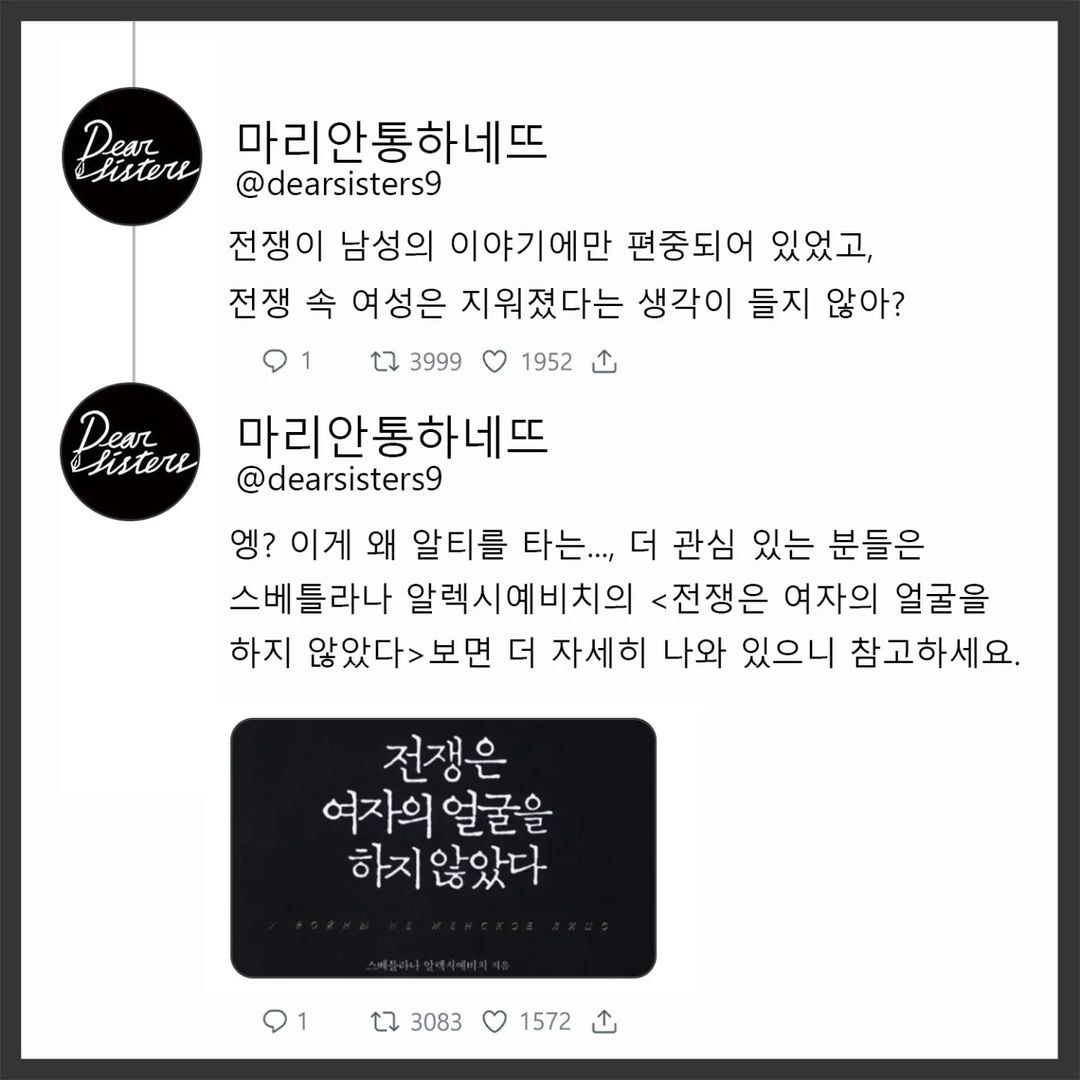 Dear
sisters
마리안통하네뜨
@dearsisters9
전쟁이 남성의 이야기에만 편중되어 있었고,
전쟁 속 여성은 지워졌다는 생각이 들지 않아?
1 3999 1952
Dear
sisters
마리안통하네뜨
@dearsisters9
엥? 이게 왜 알티를 타는..., 더 관심 있는 분들은
스베틀라나 알렉시예비치의 <전쟁은 여자의 얼굴을
하지 않았다>보면 더 자세히 나와 있으니 참고하세요.
전쟁은
여자의 얼굴을
하지 않았다
У ВОЙНЫ НЕ ЖЕНСКОЕ ЛИЦО
스베틀라나 알렉시예비치 지음
1 3083 1572